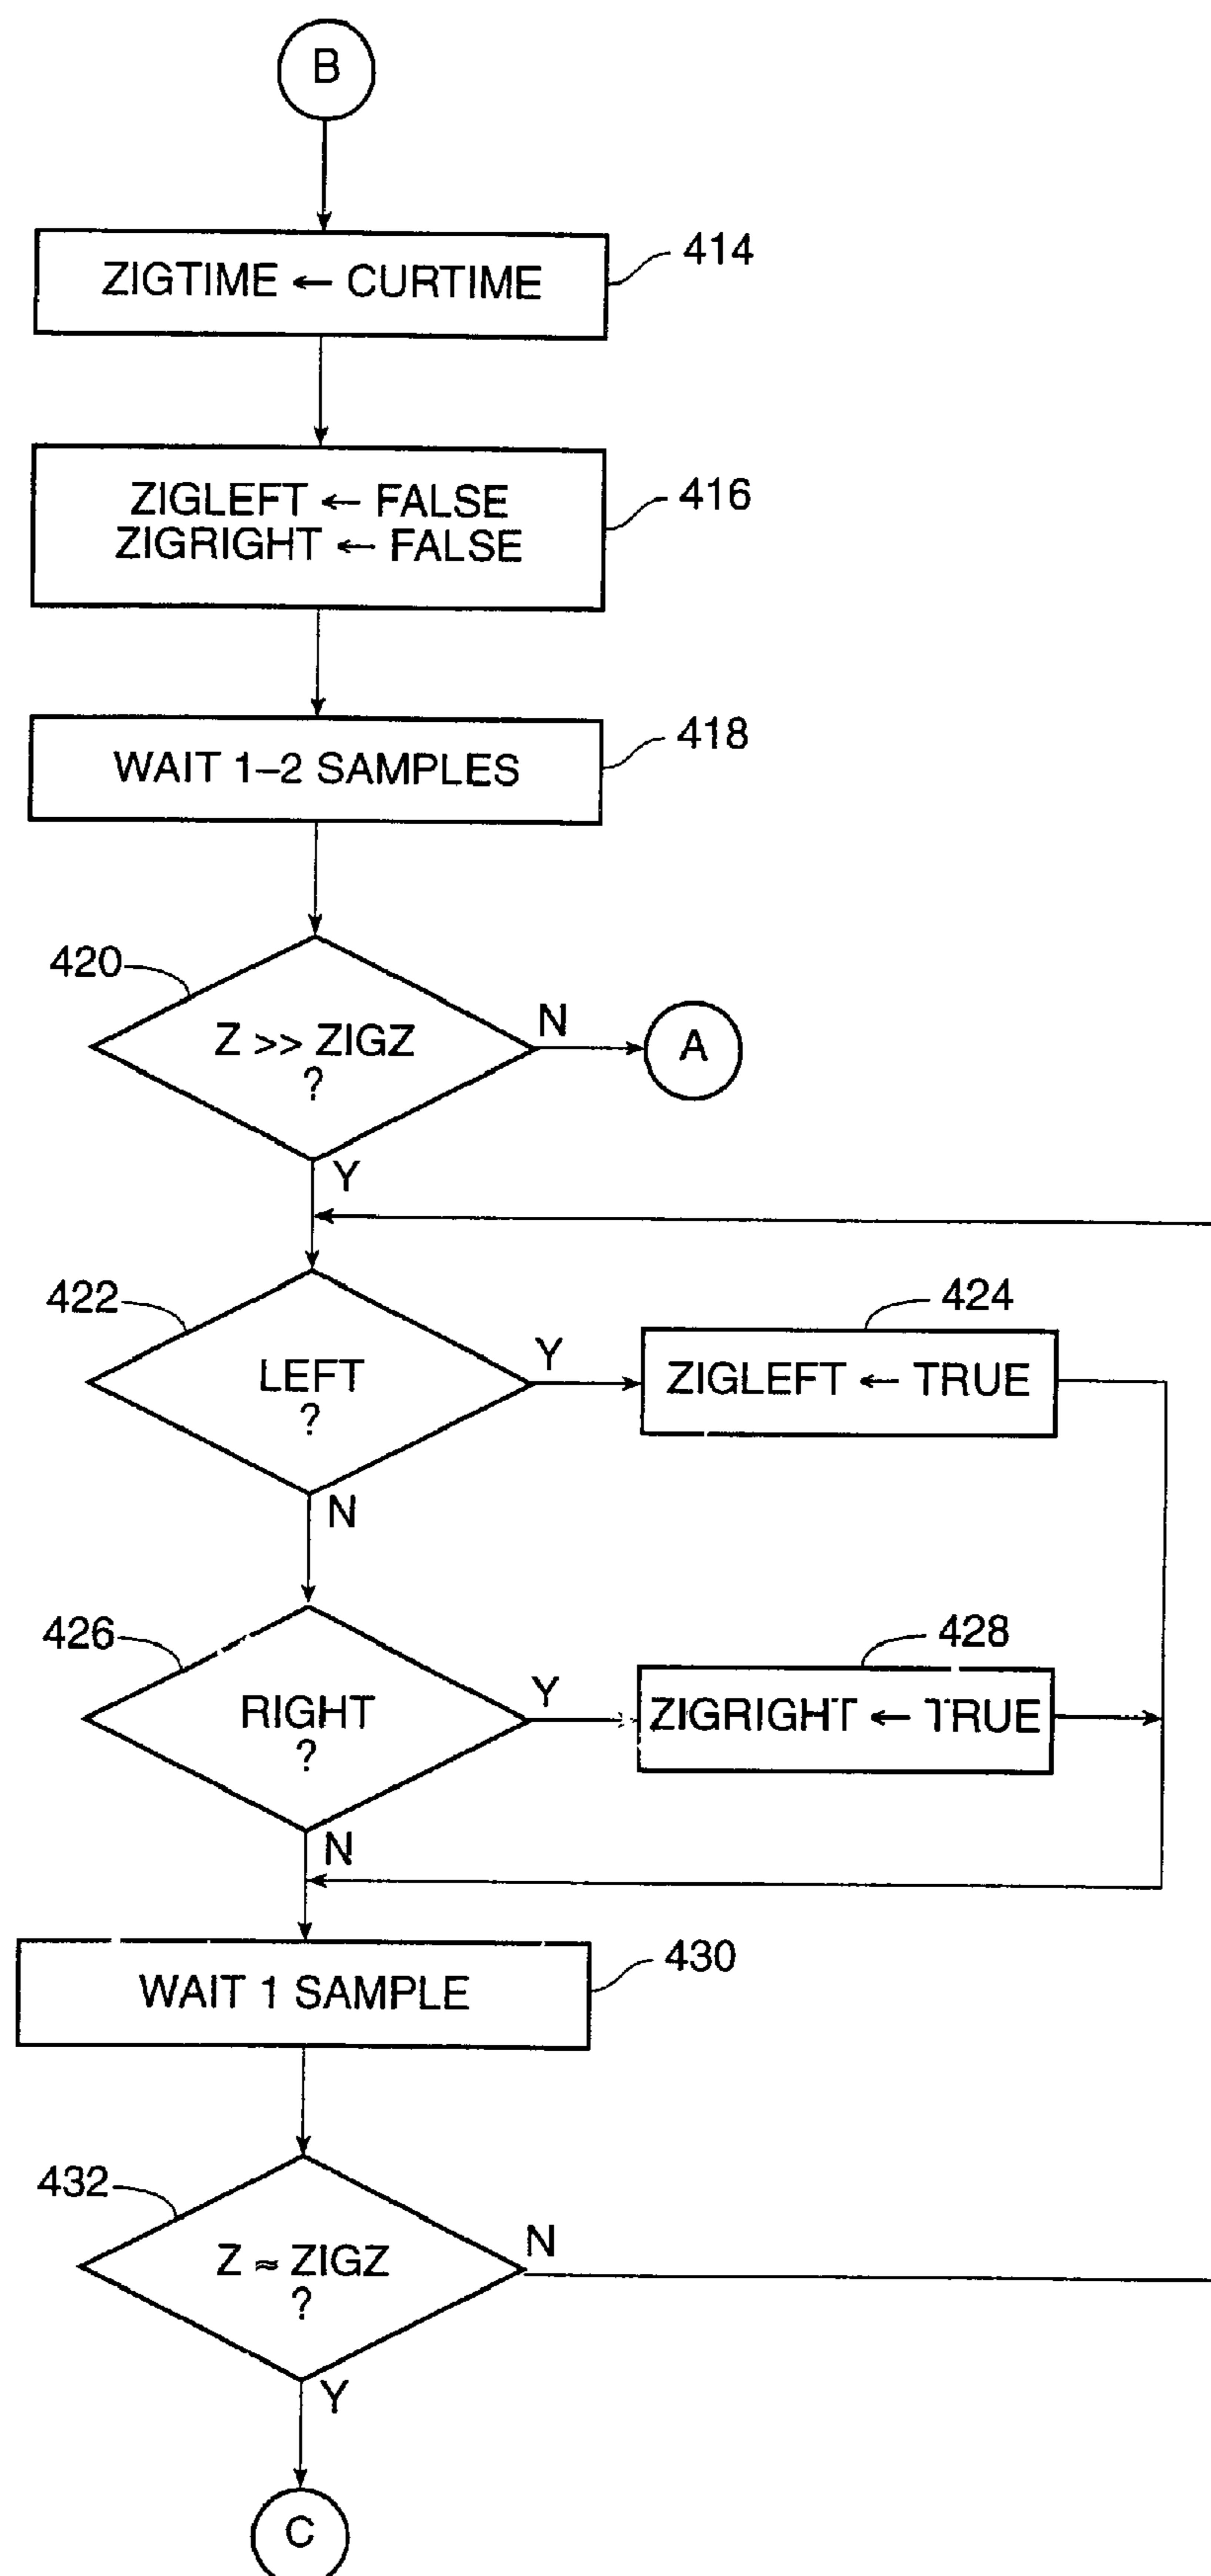 B
ZIGTIME ← CURTIME
414
ZIGLEFT ← FALSE
ZIGRIGHT ← FALSE
416
WAIT 1–2 SAMPLES
418
420
Z >> ZIGZ
?
N
A
Y
422
LEFT
?
Y
424
ZIGLEFT ← TRUE
N
426
RIGHT
?
Y
428
ZIGRIGHT ← TRUE
N
WAIT 1 SAMPLE
430
432
Z ≈ ZIGZ
?
N
Y
C